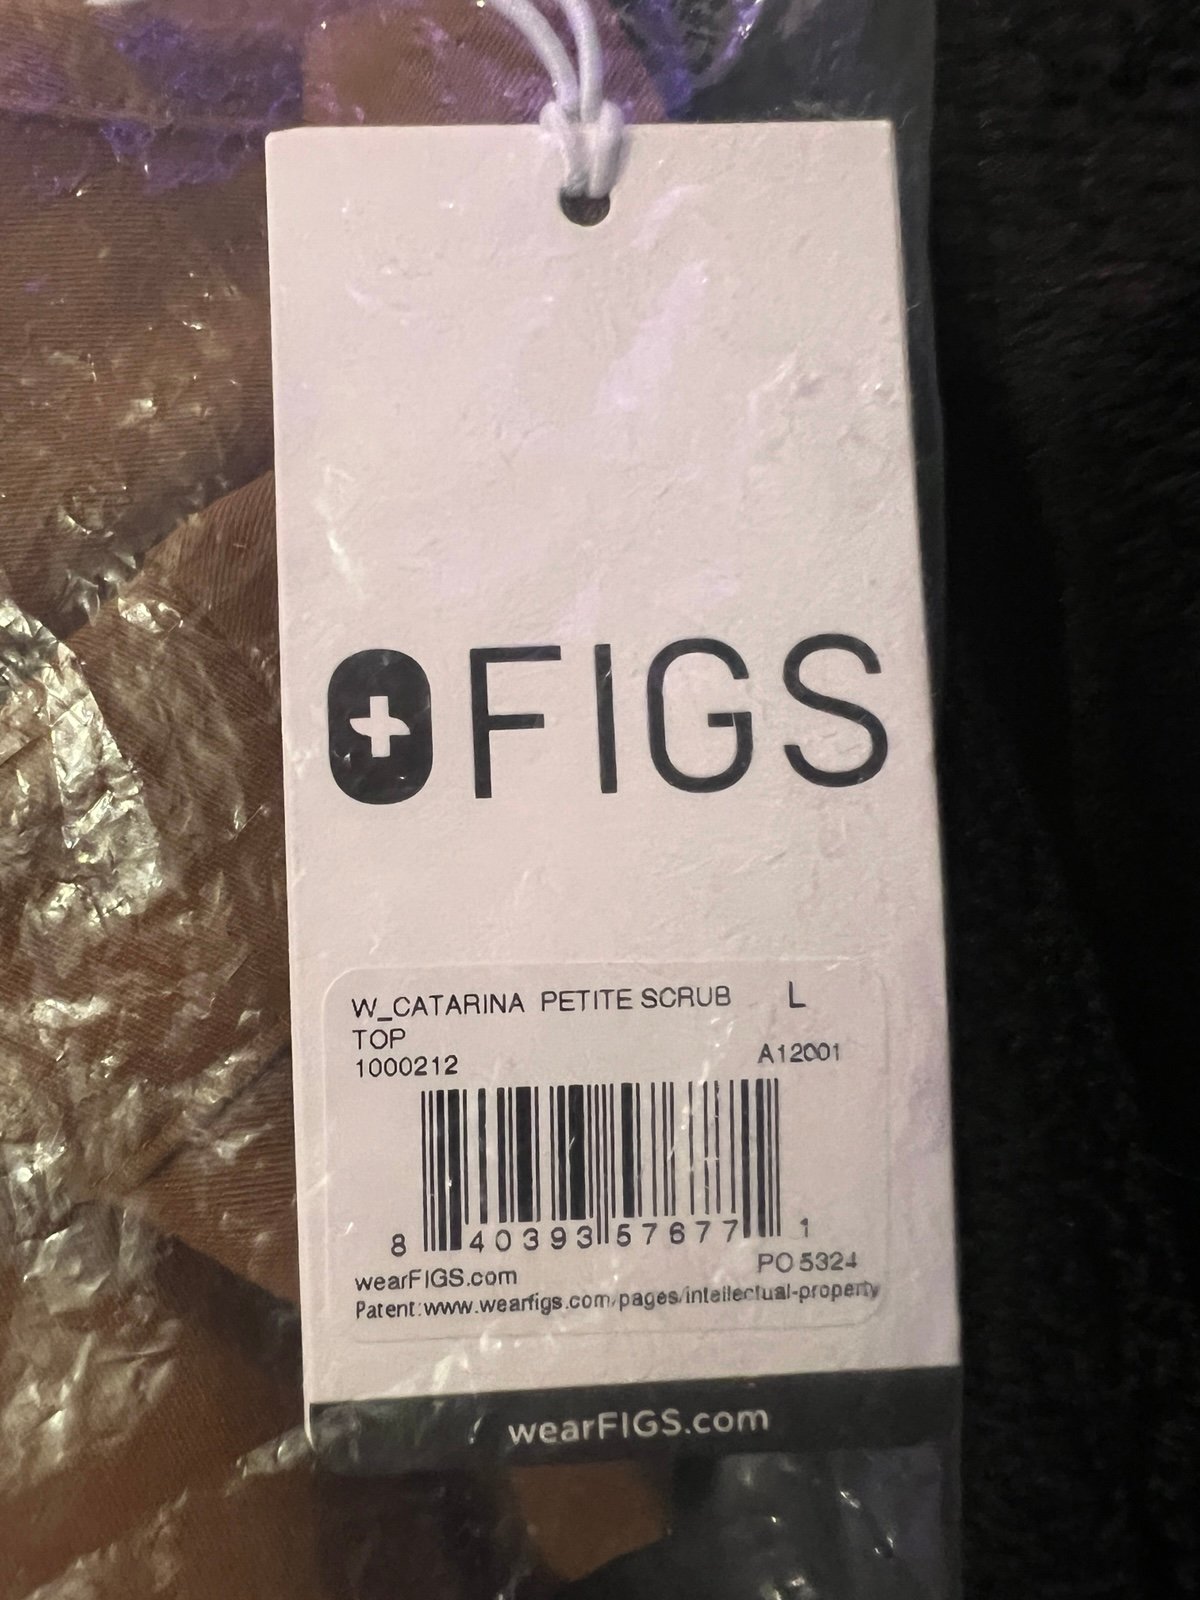 FIGS
W_CATARINA PETITE SCRUB L
TOP
1000212 A12001
8 40393 57677 1
PO 5324
wearFIGS.com
Patent:www.wearfigs.com/pages/intellectual-property
wearFIGS.com